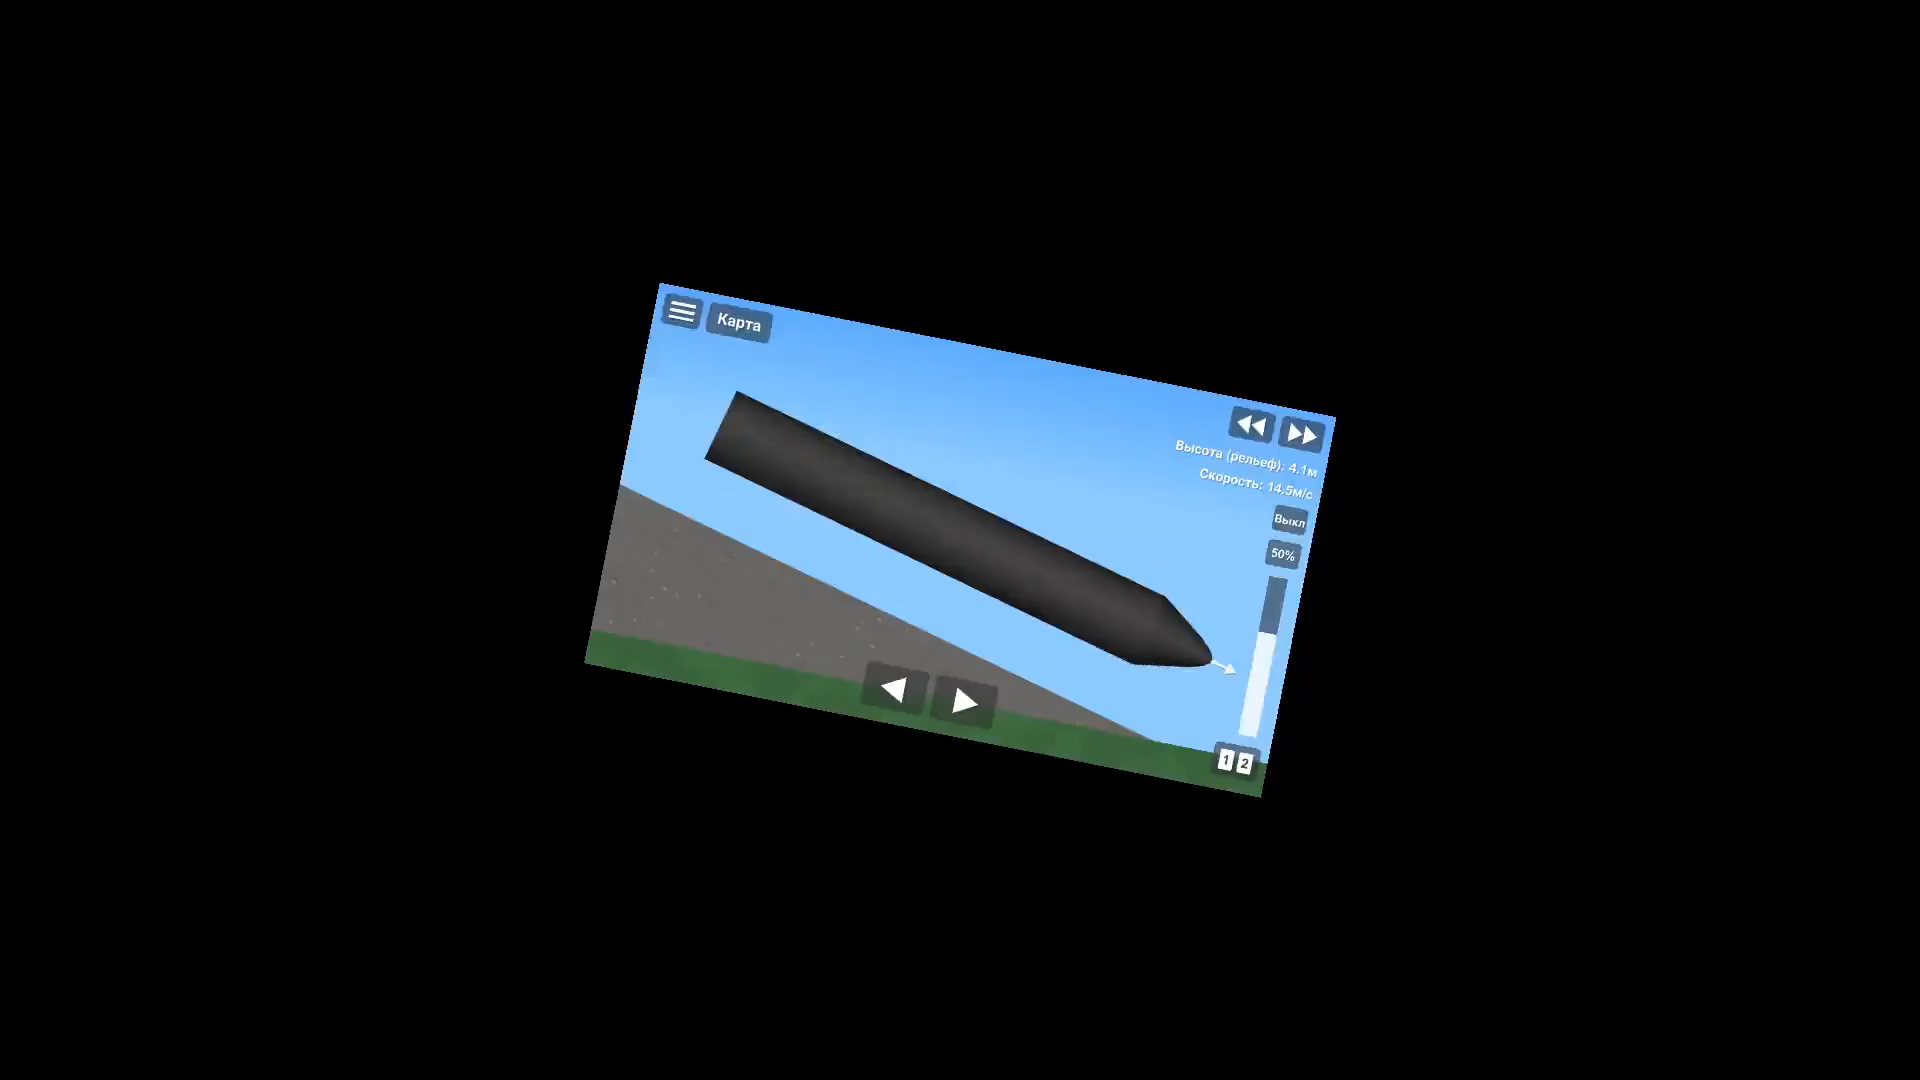 Карта
Высота (рельеф): 4.1м
Скорость: 14.5м/с
Выкл
50%
1 2